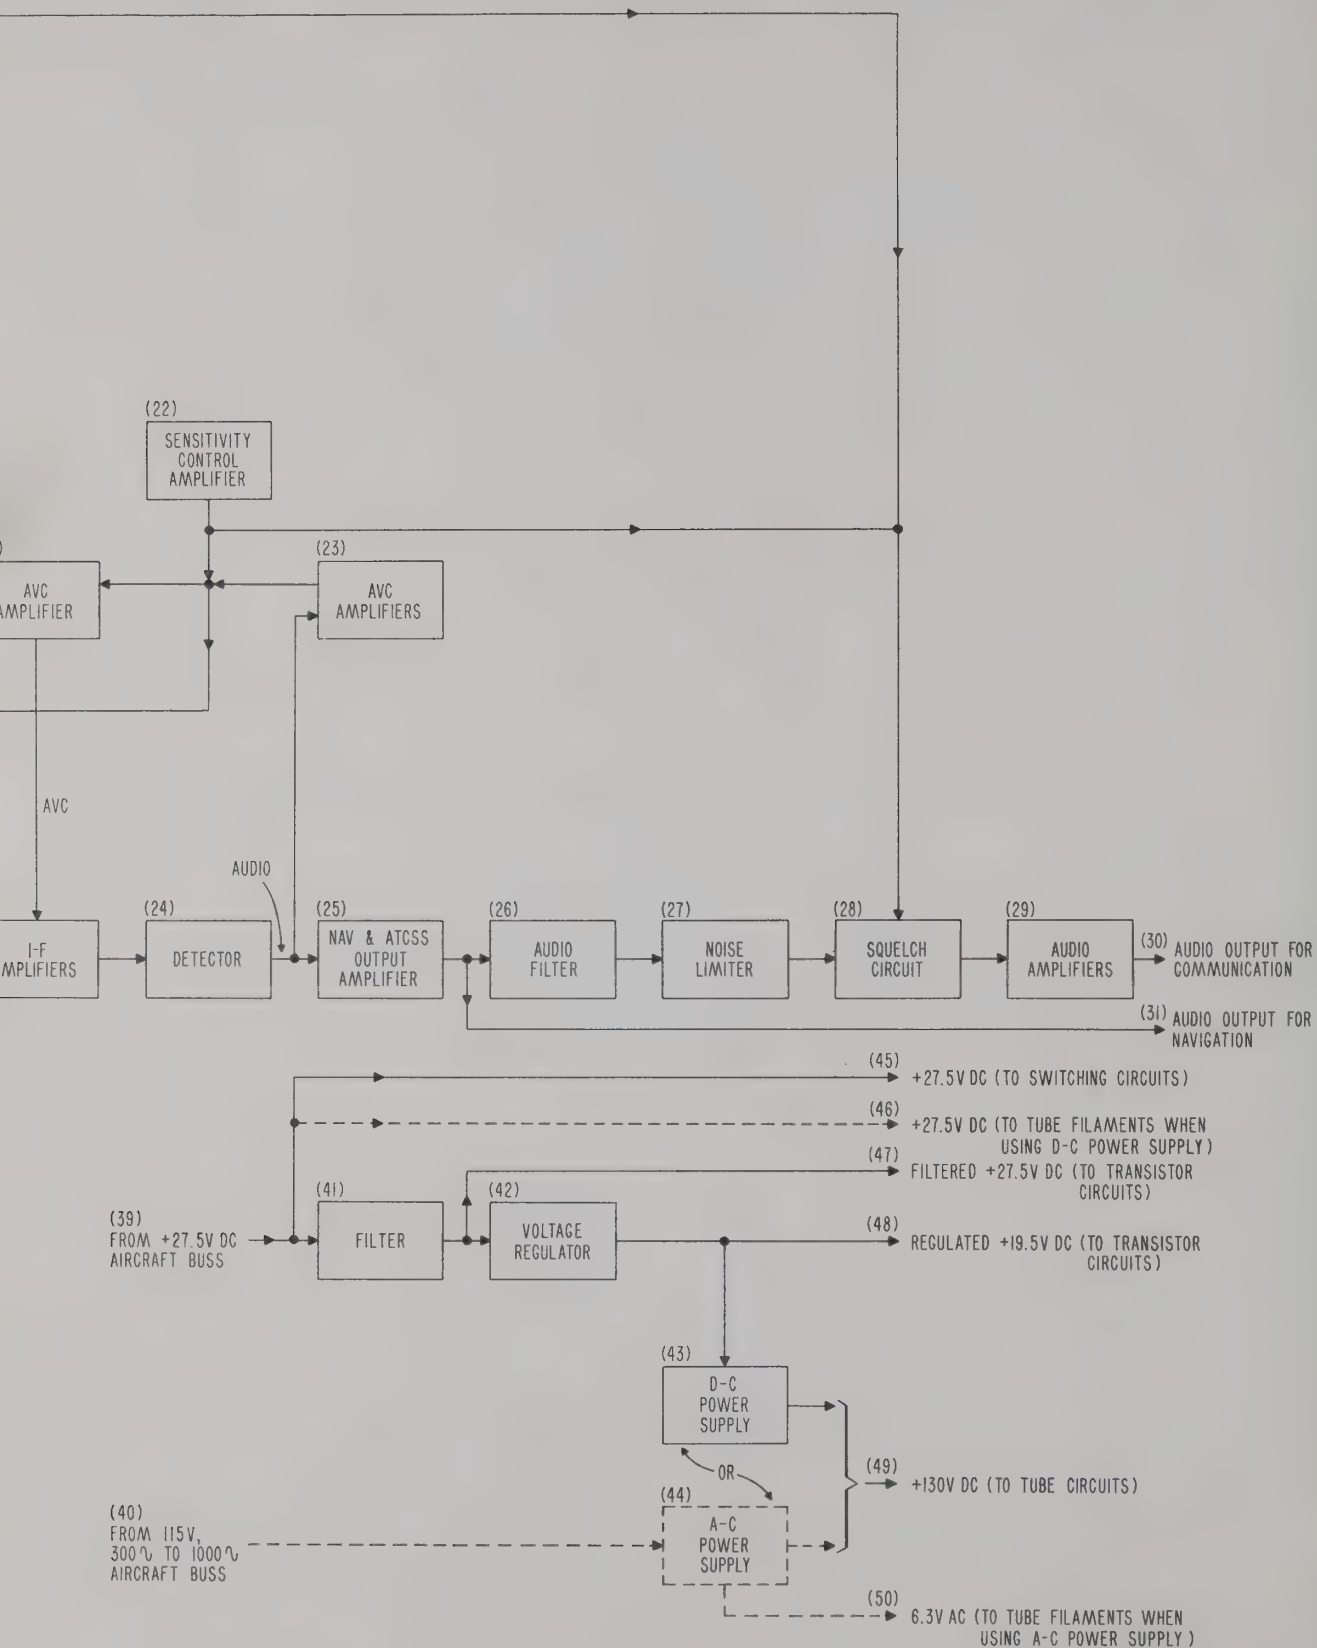 (22)
SENSITIVITY
CONTROL
AMPLIFIER
)
AVC
AMPLIFIER
(23)
AVC
AMPLIFIERS
AVC
AUDIO
I-F
MPLIFIERS
(24)
DETECTOR
(25)
NAV & ATCSS
OUTPUT
AMPLIFIER
(26)
AUDIO
FILTER
(27)
NOISE
LIMITER
(28)
SQUELCH
CIRCUIT
(29)
AUDIO
AMPLIFIERS
(30) AUDIO OUTPUT FOR
COMMUNICATION
(31) AUDIO OUTPUT FOR
NAVIGATION
(45)
+27.5V DC (TO SWITCHING CIRCUITS)
(46)
+27.5V DC (TO TUBE FILAMENTS WHEN
USING D-C POWER SUPPLY)
(47)
FILTERED +27.5V DC (TO TRANSISTOR
CIRCUITS)
(39)
FROM +27.5V DC
AIRCRAFT BUSS
(41)
FILTER
(42)
VOLTAGE
REGULATOR
(48)
REGULATED +19.5V DC (TO TRANSISTOR
CIRCUITS)
(43)
D-C
POWER
SUPPLY
OR
(49)
+130V DC (TO TUBE CIRCUITS)
(40)
FROM 115V,
300∿ TO 1000∿
AIRCRAFT BUSS
(44)
A-C
POWER
SUPPLY
(50)
6.3V AC (TO TUBE FILAMENTS WHEN
USING A-C POWER SUPPLY)